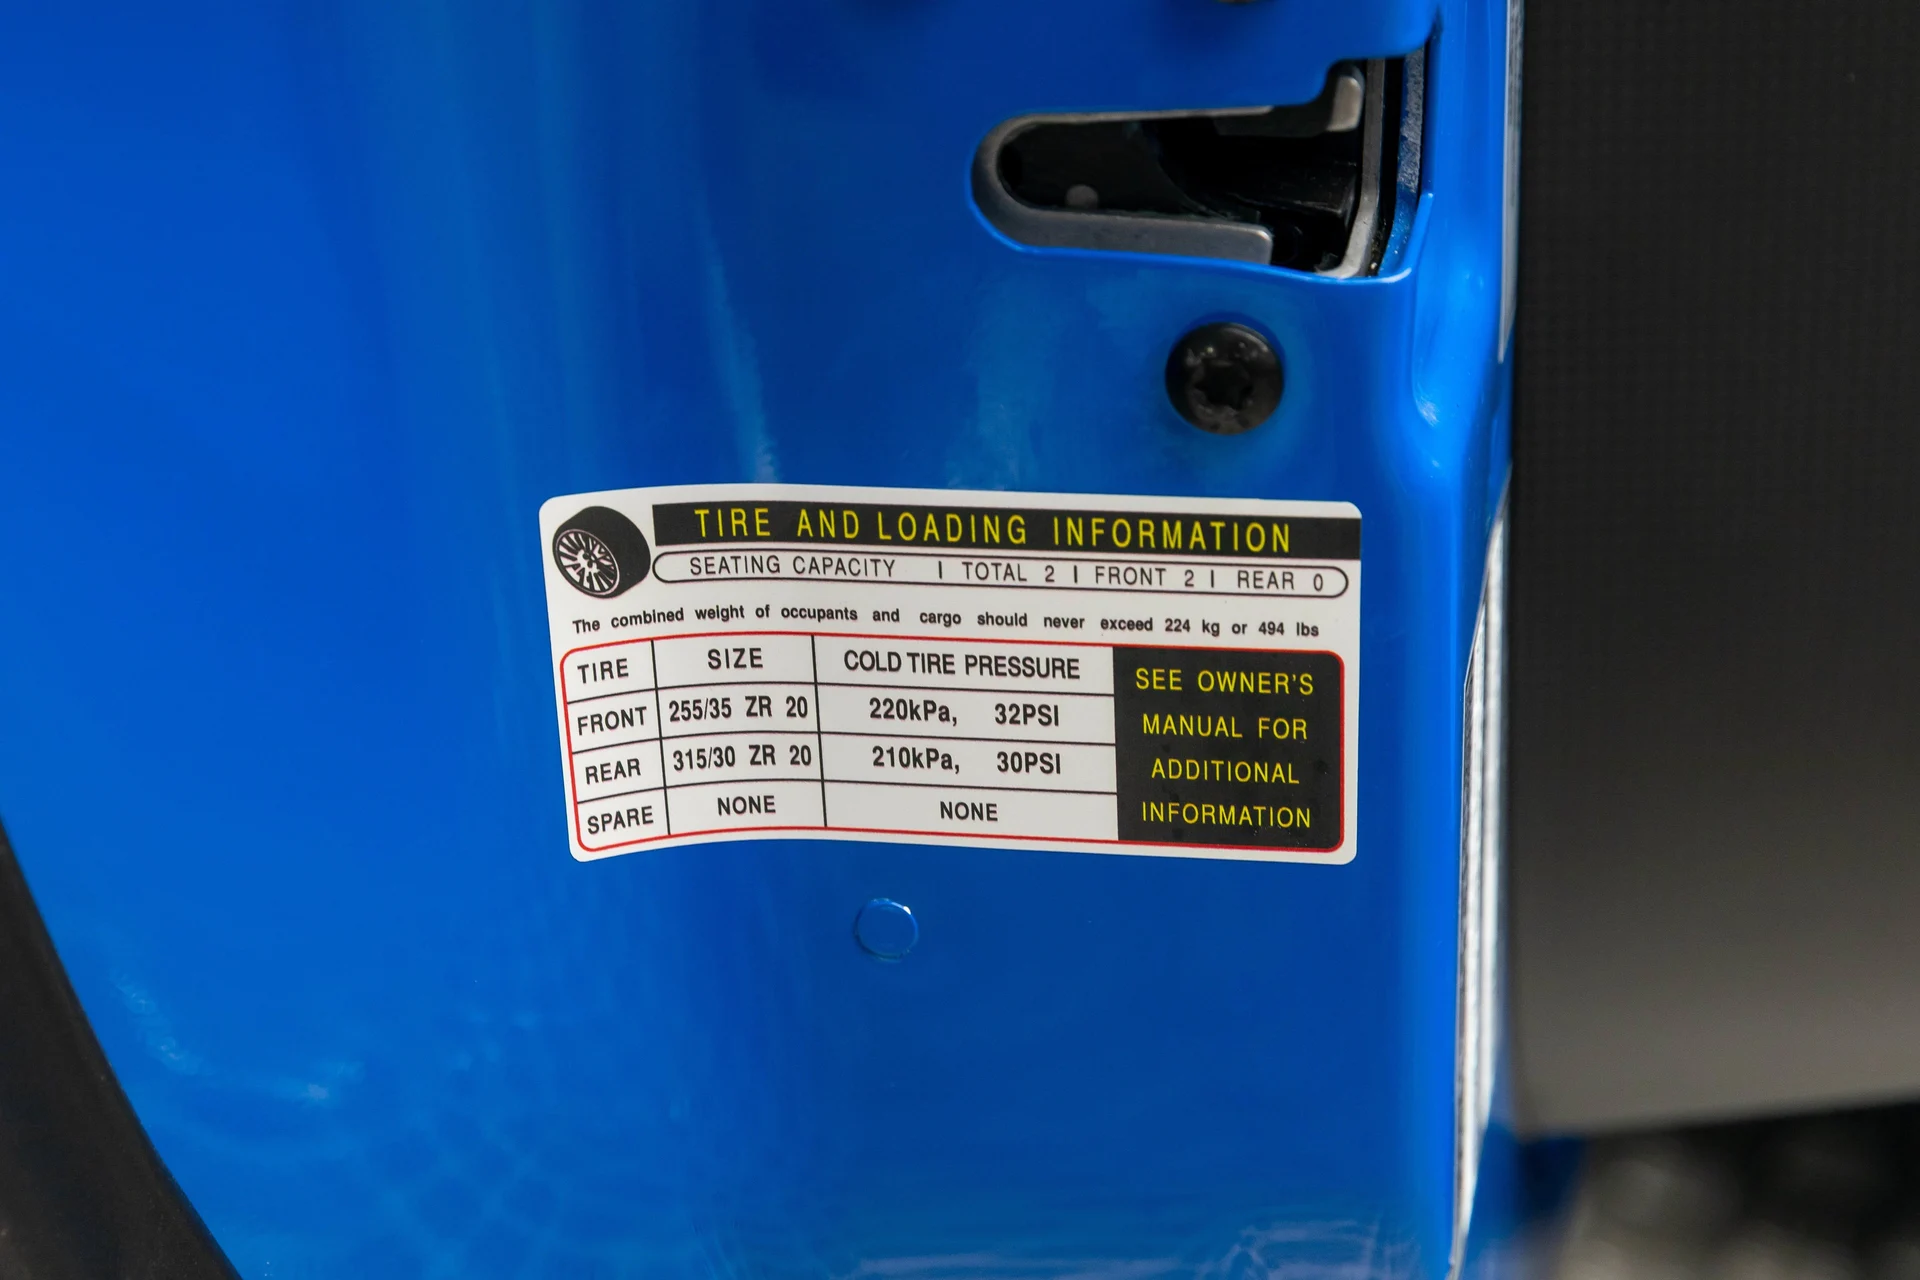 TIRE AND LOADING INFORMATION
SEATING CAPACITY | TOTAL 2 | FRONT 2 | REAR 0
The combined weight of occupants and cargo should never exceed 224 kg or 494 lbs
TIRE SIZE COLD TIRE PRESSURE
FRONT 255/35 ZR 20 220kPa, 32PSI
REAR 315/30 ZR 20 210kPa, 30PSI
SPARE NONE NONE
SEE OWNER'S
MANUAL FOR
ADDITIONAL
INFORMATION